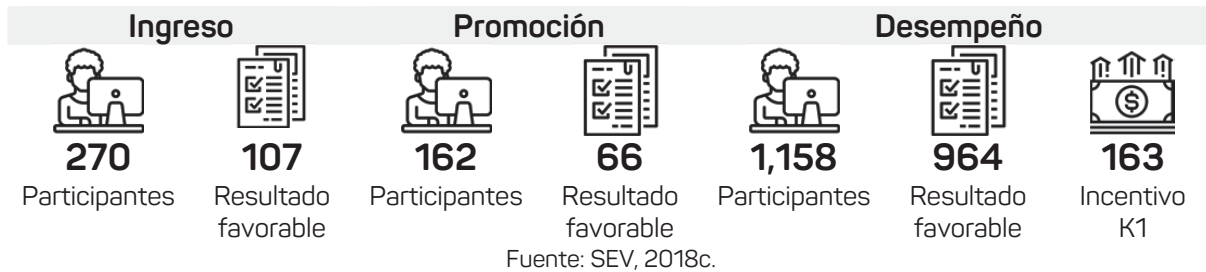 Ingreso Promoción Desempeño
270 107 162 66 1,158 964 163
Participantes Resultado Participantes Resultado Participantes Resultado Incentivo
favorable favorable favorable K1
Fuente: SEV, 2018c.